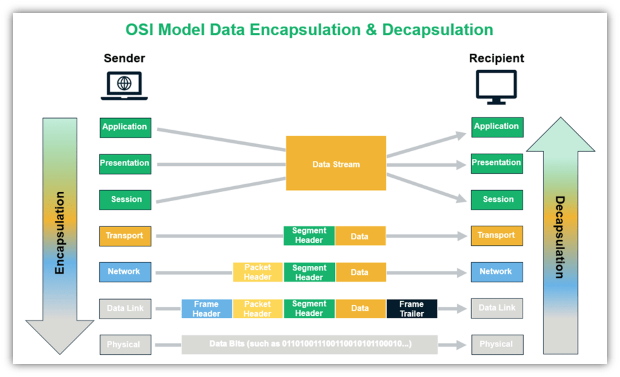 OSI Model Data Encapsulation & Decapsulation
Sender
Recipient
Encapsulation
Decapsulation
Application
Application
Presentation
Data Stream
Presentation
Session
Session
Transport
Segment
Header
Data
Transport
Network
Packet
Header
Segment
Header
Data
Network
Data Link
Frame
Header
Packet
Header
Segment
Header
Data
Frame
Trailer
Data Link
Physical
Data Bits (such as 01101001110011001010110010...)
Physical